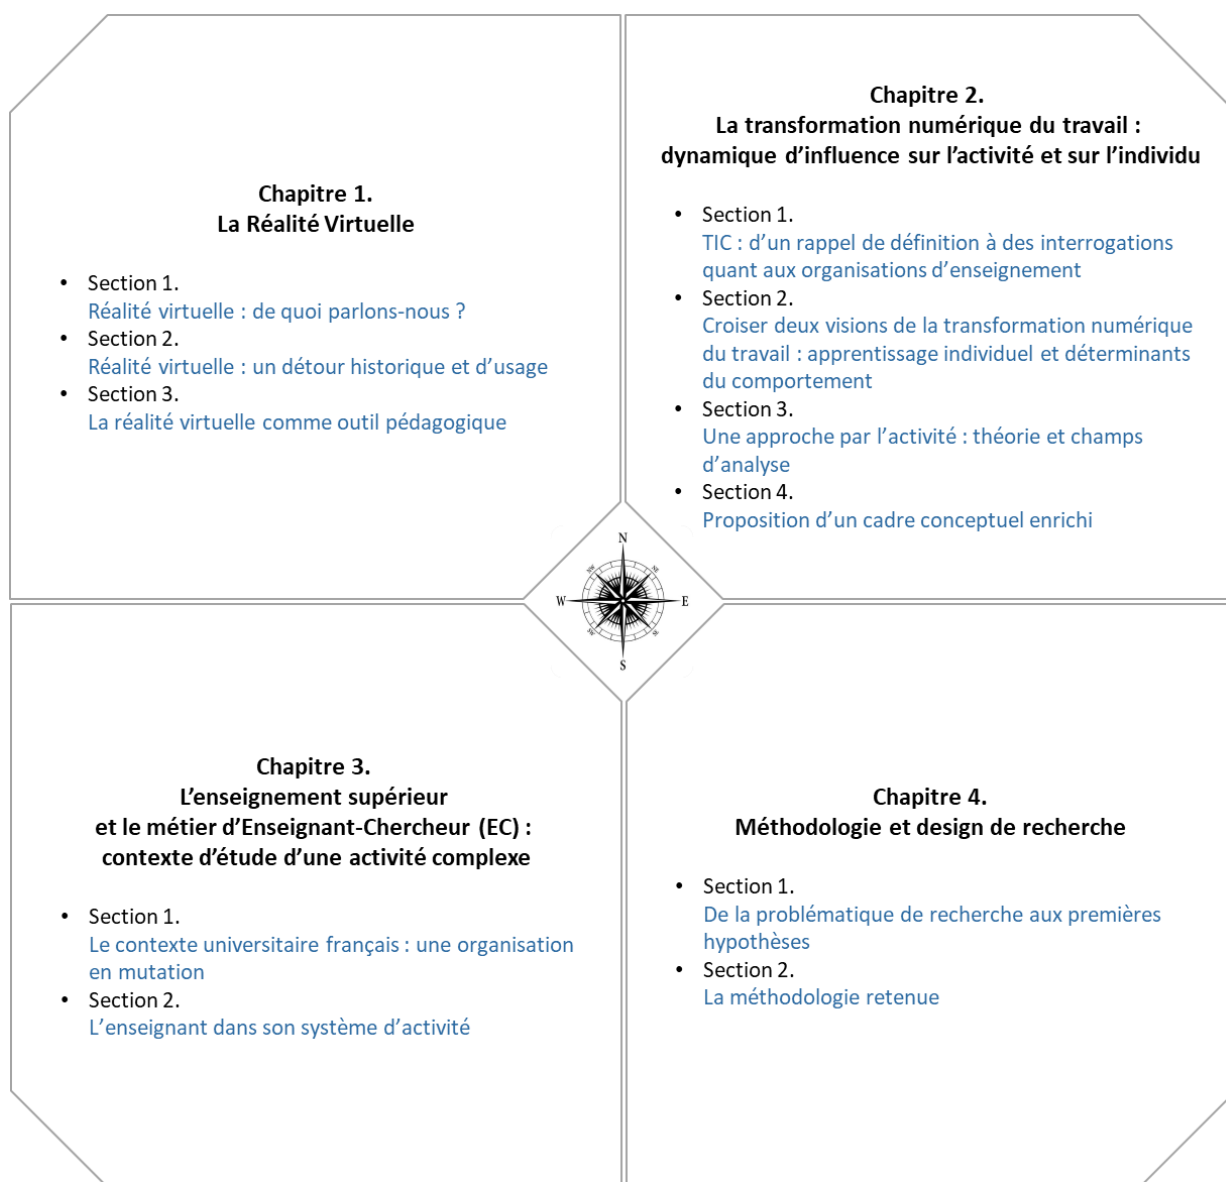 Chapitre 1.
La Réalité Virtuelle
• Section 1.
Réalité virtuelle : de quoi parlons-nous ?
• Section 2.
Réalité virtuelle : un détour historique et d’usage
• Section 3.
La réalité virtuelle comme outil pédagogique
Chapitre 2.
La transformation numérique du travail :
dynamique d’influence sur l’activité et sur l’individu
• Section 1.
TIC : d’un rappel de définition à des interrogations
quant aux organisations d’enseignement
• Section 2.
Croiser deux visions de la transformation numérique
du travail : apprentissage individuel et déterminants
du comportement
• Section 3.
Une approche par l’activité : théorie et champs
d’analyse
• Section 4.
Proposition d’un cadre conceptuel enrichi
N
NW NE
W E
SW SE
S
Chapitre 3.
L’enseignement supérieur
et le métier d’Enseignant-Chercheur (EC) :
contexte d’étude d’une activité complexe
• Section 1.
Le contexte universitaire français : une organisation
en mutation
• Section 2.
L’enseignant dans son système d’activité
Chapitre 4.
Méthodologie et design de recherche
• Section 1.
De la problématique de recherche aux premières
hypothèses
• Section 2.
La méthodologie retenue